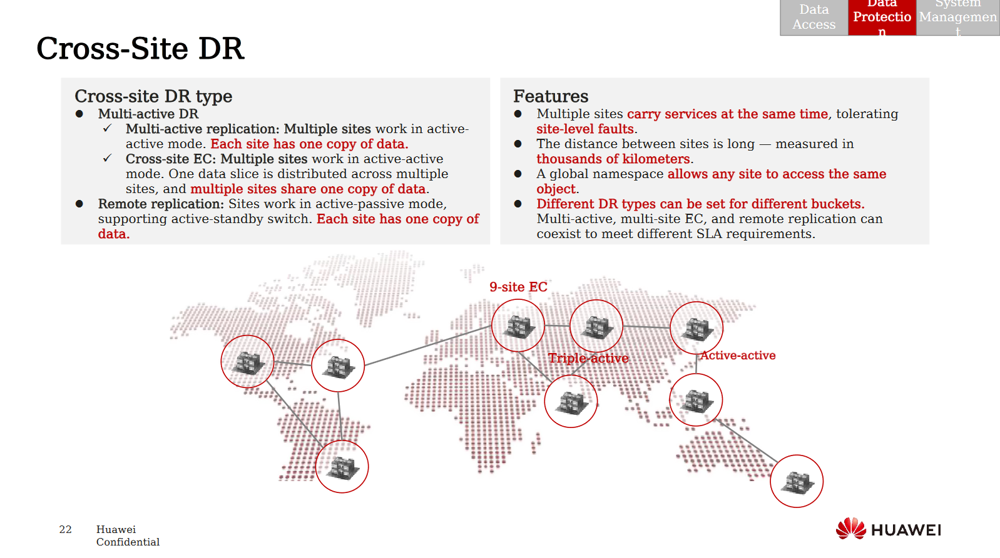 Data
Access
Data
Protectio
n
System
Managemen
t
Cross-Site DR
Cross-site DR type
● Multi-active DR
✓ Multi-active replication: Multiple sites work in active-
active mode. Each site has one copy of data.
✓ Cross-site EC: Multiple sites work in active-active
mode. One data slice is distributed across multiple
sites, and multiple sites share one copy of data.
● Remote replication: Sites work in active-passive mode,
supporting active-standby switch. Each site has one copy of
data.
Features
● Multiple sites carry services at the same time, tolerating
site-level faults.
● The distance between sites is long — measured in
thousands of kilometers.
● A global namespace allows any site to access the same
object.
● Different DR types can be set for different buckets.
Multi-active, multi-site EC, and remote replication can
coexist to meet different SLA requirements.
9-site EC
Triple-active
Active-active
22
Huawei
Confidential
HUAWEI